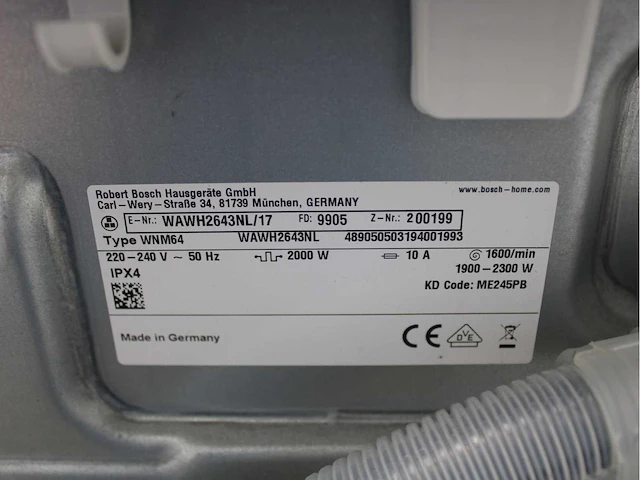 Robert Bosch Hausgeräte GmbH www.bosch-home.com
Carl-Wery-Straße 34, 81739 München, GERMANY
E-Nr.: WAWH2643NL/17 FD: 9905 Z-Nr.: 200199
Type WNM64 WAWH2643NL 489050503194001993
220-240 V ~ 50 Hz 2000 W 10 A 1600/min
IPX4 1900-2300 W
KD Code: ME245PB
Made in Germany CE DVE